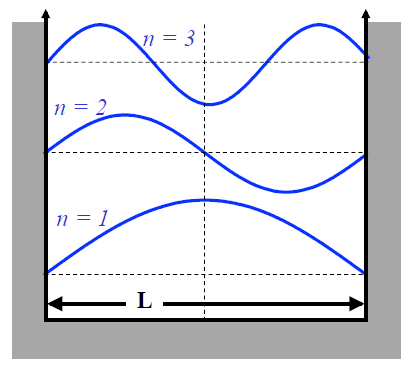 n = 3
n = 2
n = 1
L